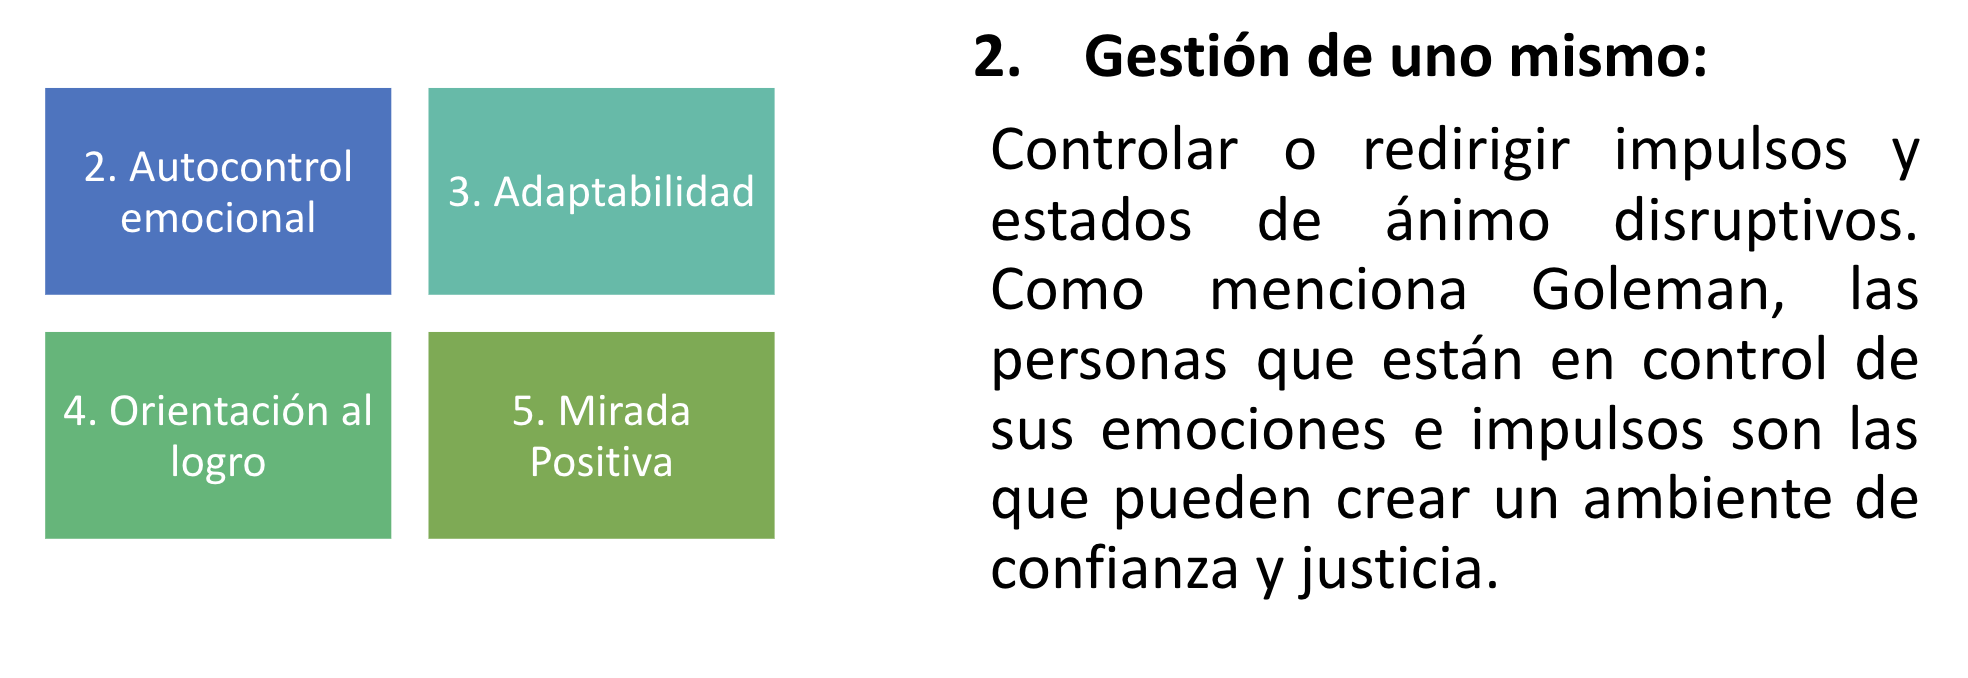 2. Autocontrol
emocional
3. Adaptabilidad
4. Orientación al
logro
5. Mirada
Positiva
2. Gestión de uno mismo:
Controlar o redirigir impulsos y
estados de ánimo disruptivos.
Como menciona Goleman, las
personas que están en control de
sus emociones e impulsos son las
que pueden crear un ambiente de
confianza y justicia.